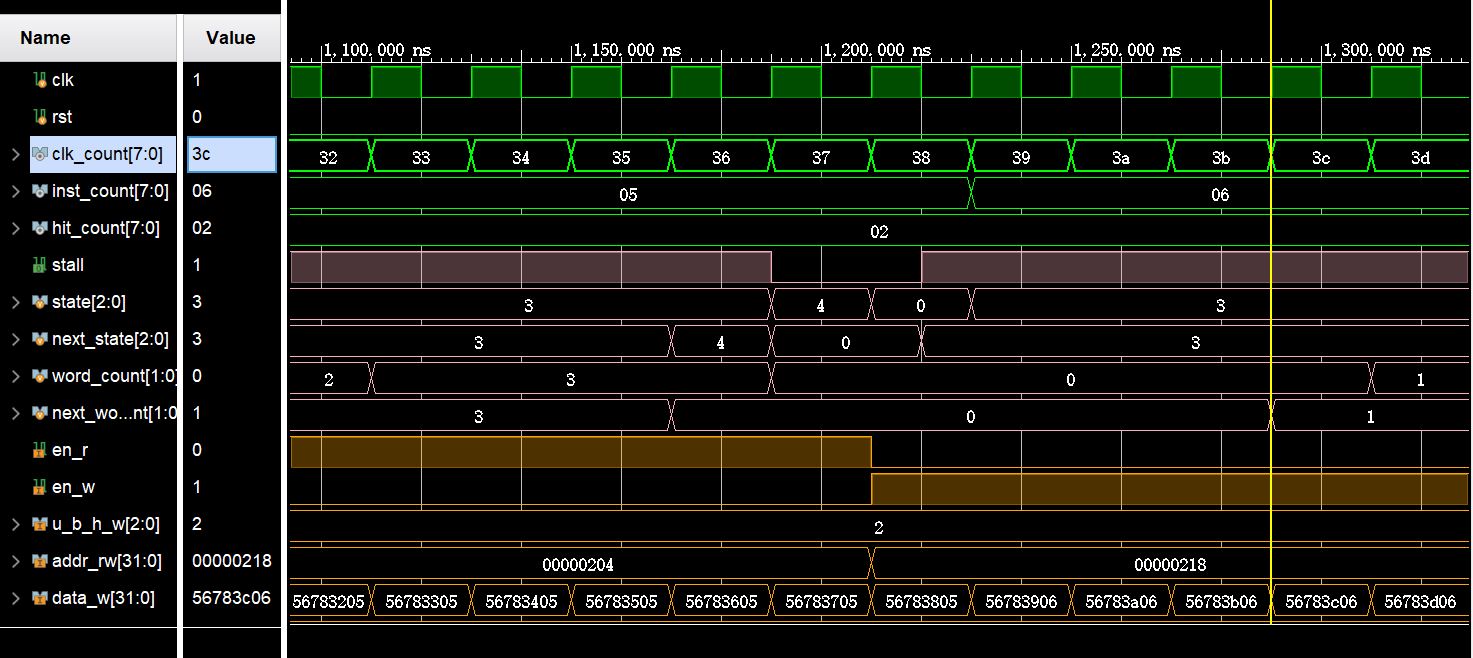 Name Value
1,100.000 ns 1,150.000 ns 1,200.000 ns 1,250.000 ns 1,300.000 ns
clk 1
rst 0
clk_count[7:0] 3c 32 33 34 35 36 37 38 39 3a 3b 3c 3d
inst_count[7:0] 06 05 06
hit_count[7:0] 02 02
stall 1
state[2:0] 3 3 4 0 3
next_state[2:0] 3 3 4 0 3
word_count[1:0] 0 2 3 0 1
next_wo...nt[1:0 1 3 0 1
en_r 0
en_w 1
u_b_h_w[2:0] 2 2
addr_rw[31:0] 00000218 00000204 00000218
data_w[31:0] 56783c06 56783205 56783305 56783405 56783505 56783605 56783705 56783805 56783906 56783a06 56783b06 56783c06 56783d06